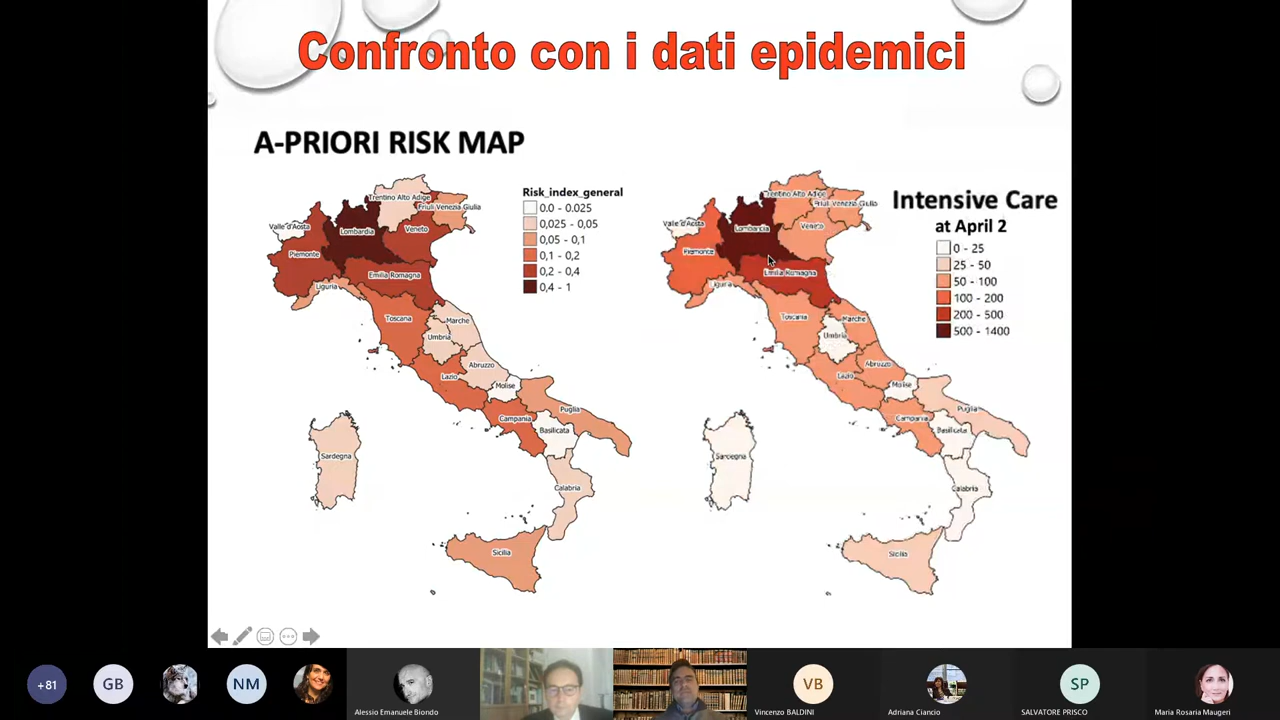 Confronto con i dati epidemici
A-PRIORI RISK MAP
Risk_index_general
0.0 - 0.025
0,025 - 0,05
0,05 - 0,1
0,1 - 0,2
0,2 - 0,4
0,4 - 1
Trentino Alto Adige
Friuli Venezia Giulia
Valle d'Aosta
Lombardia
Veneto
Piemonte
Emilia Romagna
Liguria
Toscana
Marche
Umbria
Abruzzo
Lazio
Molise
Puglia
Campania
Basilicata
Sardegna
Calabria
Sicilia
Intensive Care
at April 2
0 - 25
25 - 50
50 - 100
100 - 200
200 - 500
500 - 1400
Trentino Alto Adige
Friuli Venezia Giulia
Valle d'Aosta
Lombardia
Veneto
Piemonte
Emilia Romagna
Liguria
Toscana
Marche
Umbria
Abruzzo
Lazio
Molise
Puglia
Campania
Basilicata
Sardegna
Calabria
Sicilia
+81
GB
NM
VB
SP
Alessio Emanuele Biondo
Vincenzo BALDINI
Adriana Ciancio
SALVATORE PRISCO
Maria Rosaria Maugeri